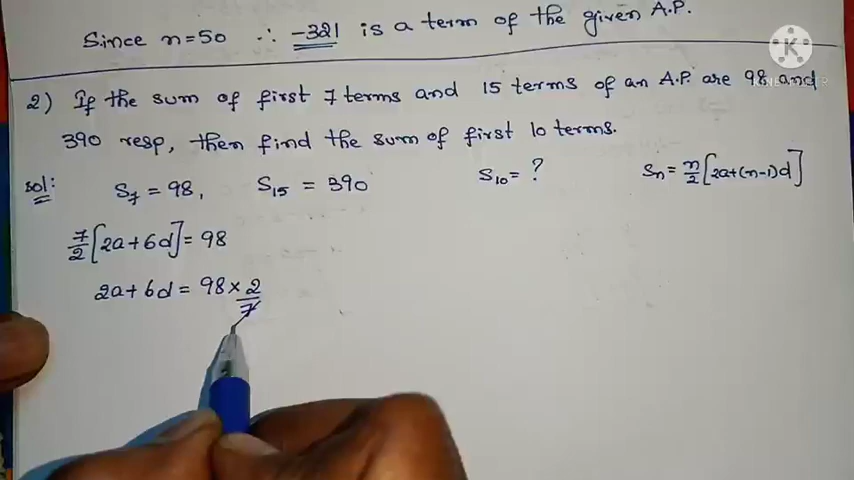 Since n=50 ∴ -321 is a term of the given A.P.
2) If the sum of first 7 terms and 15 terms of an A.P. are 98 and
390 resp, then find the sum of first 10 terms.
sol: S₇ = 98, S₁₅ = 390 S₁₀ = ? Sn = n/2 [2a+(n-1)d]
7/2 [2a+6d] = 98
2a+6d = 98 × 2/7
K